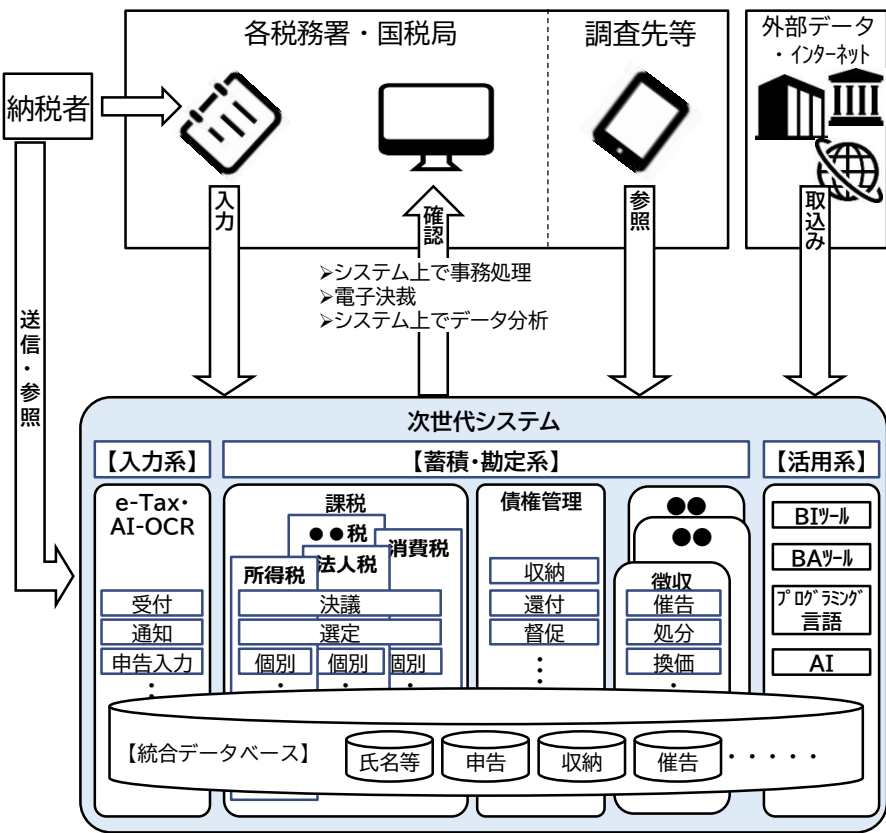 各税務署・国税局
調査先等
外部データ
・インターネット
納税者
入力
確認
参照
取込み
➢システム上で事務処理
➢電子決裁
➢システム上でデータ分析
送信・参照
次世代システム
【入力系】
【蓄積・勘定系】
【活用系】
e-Tax・
AI-OCR
受付
通知
申告入力
・
・
課税
●●税
消費税
法人税
所得税
決議
選定
個別
個別
個別
債権管理
収納
還付
督促
⋮
●●
●●
徴収
催告
処分
換価
BIツール
BAツール
プログラミング
言語
AI
【統合データベース】
氏名等
申告
収納
催告
・・・・・